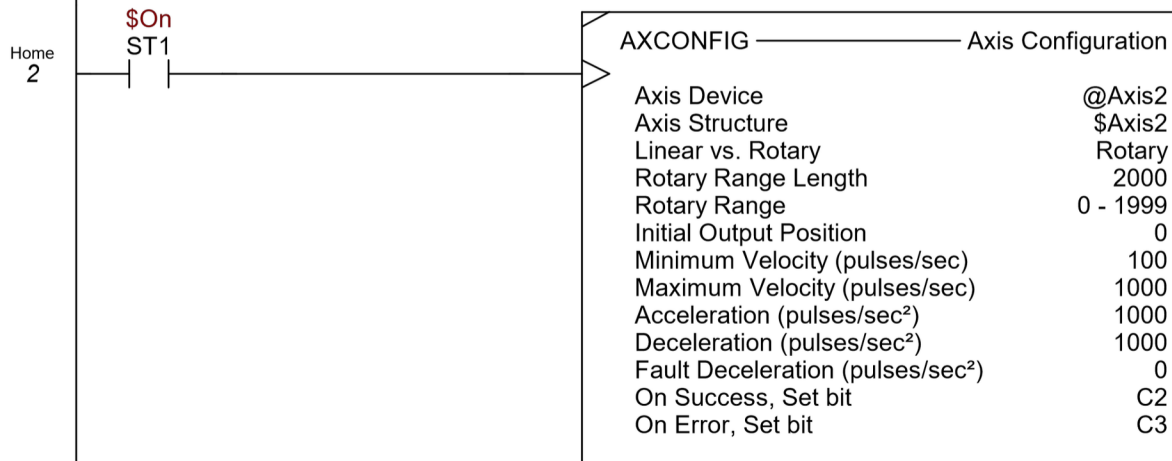 $On
ST1
Home
2
AXCONFIG Axis Configuration
Axis Device @Axis2
Axis Structure $Axis2
Linear vs. Rotary Rotary
Rotary Range Length 2000
Rotary Range 0 - 1999
Initial Output Position 0
Minimum Velocity (pulses/sec) 100
Maximum Velocity (pulses/sec) 1000
Acceleration (pulses/sec²) 1000
Deceleration (pulses/sec²) 1000
Fault Deceleration (pulses/sec²) 0
On Success, Set bit C2
On Error, Set bit C3